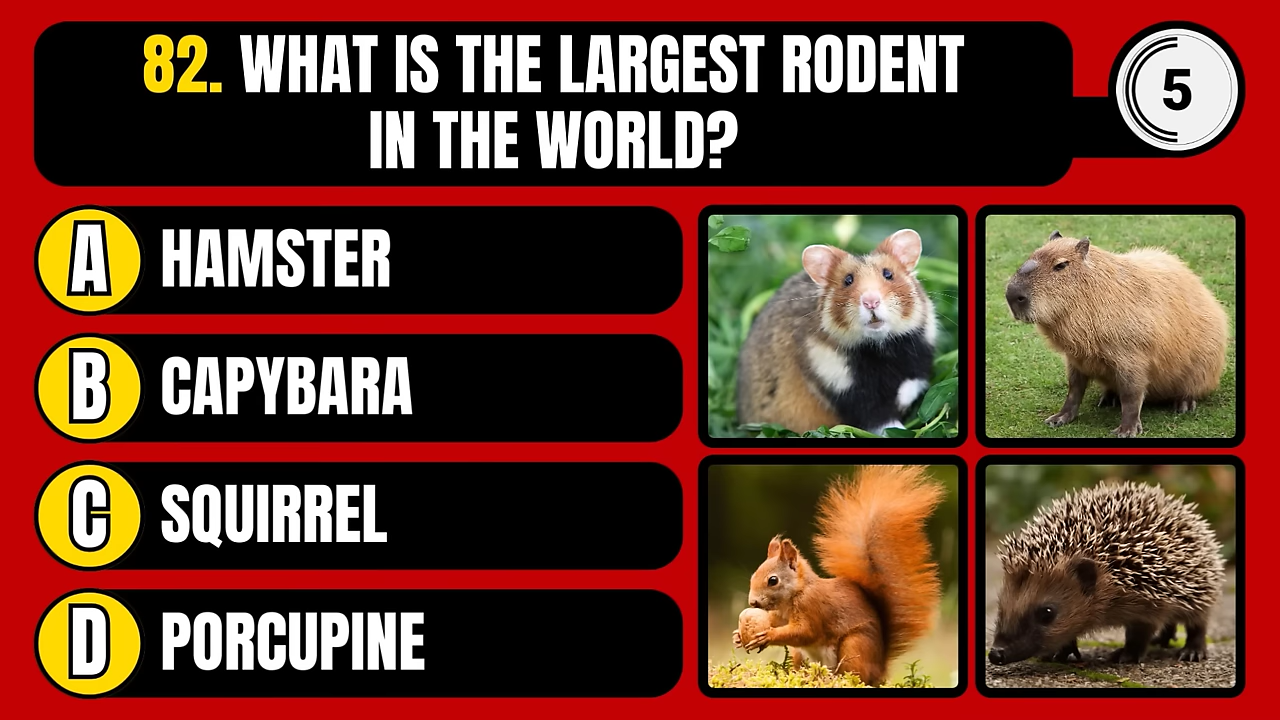 82. WHAT IS THE LARGEST RODENT
IN THE WORLD?
5
A HAMSTER
B CAPYBARA
C SQUIRREL
D PORCUPINE